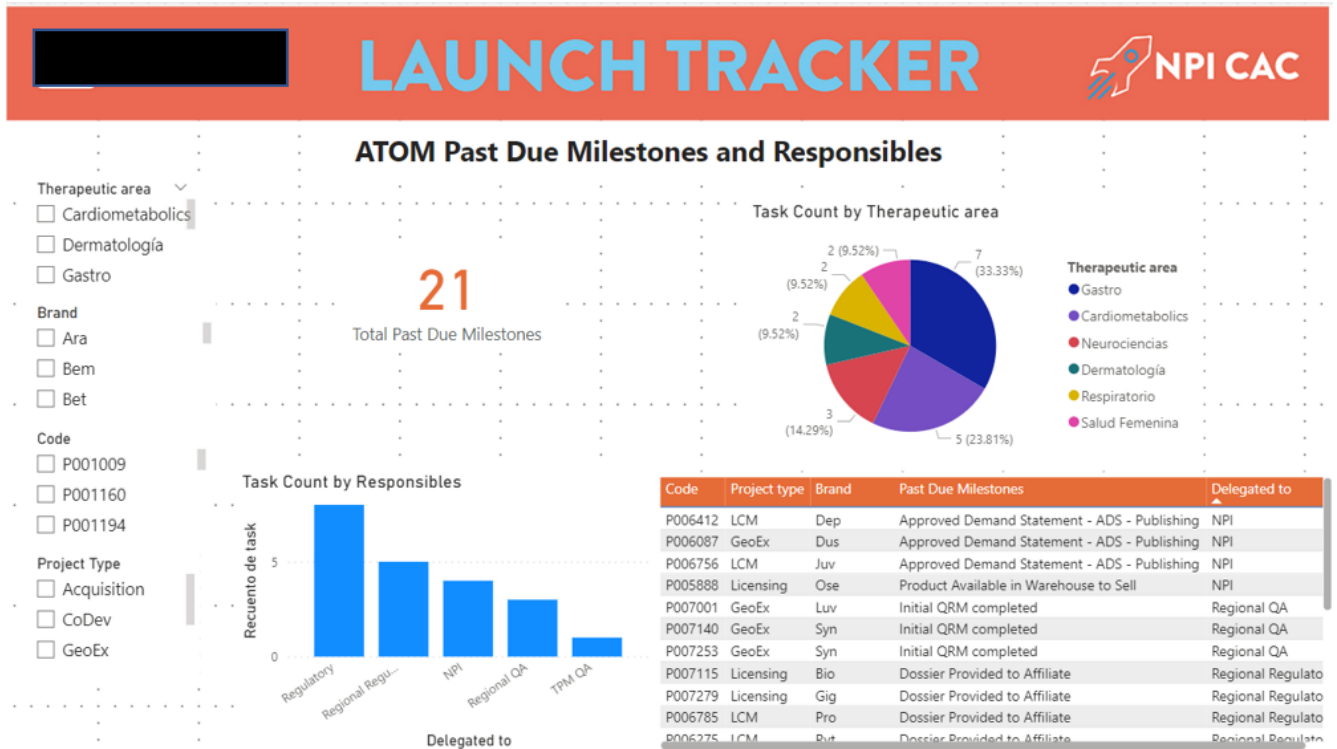 LAUNCH TRACKER
NPI CAC
ATOM Past Due Milestones and Responsibles
Therapeutic area
Cardiometabolics
Dermatología
Gastro
Brand
Ara
Bem
Bet
Code
P001009
P001160
P001194
Project Type
Acquisition
CoDev
GeoEx
21
Total Past Due Milestones
Task Count by Therapeutic area
2 (9.52%)
2
(9.52%)
2
(9.52%)
3
(14.29%)
7
(33.33%)
5 (23.81%)
Therapeutic area
Gastro
Cardiometabolics
Neurociencias
Dermatología
Respiratorio
Salud Femenina
Task Count by Responsibles
Recuento de task
5
0
Regulatory
Regional Regu...
NPI
Regional QA
TPM QA
Delegated to
Code Project type Brand Past Due Milestones Delegated to
P006412 LCM Dep Approved Demand Statement - ADS - Publishing NPI
P006087 GeoEx Dus Approved Demand Statement - ADS - Publishing NPI
P006756 LCM Juv Approved Demand Statement - ADS - Publishing NPI
P005888 Licensing Ose Product Available in Warehouse to Sell NPI
P007001 GeoEx Luv Initial QRM completed Regional QA
P007140 GeoEx Syn Initial QRM completed Regional QA
P007253 GeoEx Syn Initial QRM completed Regional QA
P007115 Licensing Bio Dossier Provided to Affiliate Regional Regulato
P007279 Licensing Gig Dossier Provided to Affiliate Regional Regulato
P006785 LCM Pro Dossier Provided to Affiliate Regional Regulato
P006275 LCM Dossier Provided to Affiliate Regional Regulato